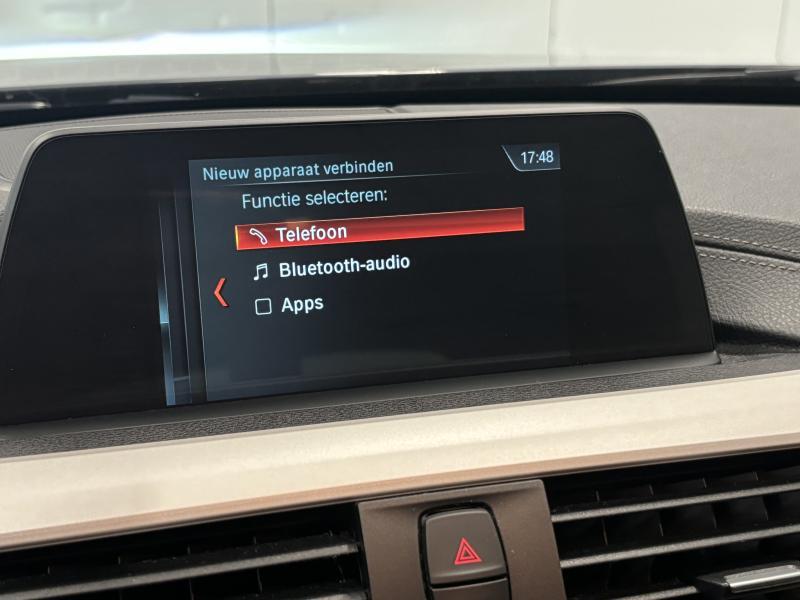 Nieuw apparaat verbinden
17:48
Functie selecteren:
Telefoon
Bluetooth-audio
Apps